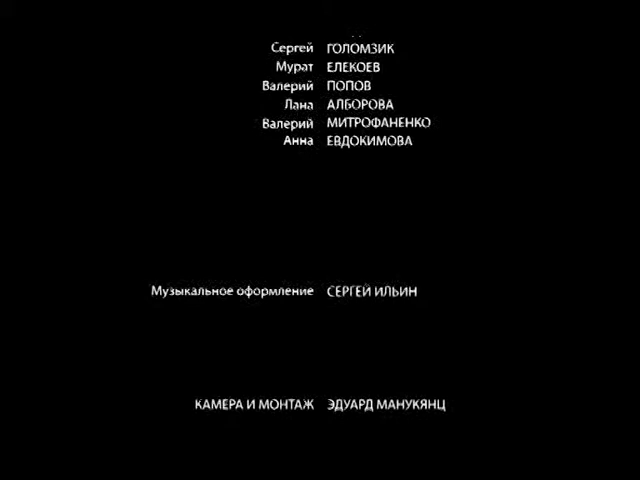 Сергей ГОЛОМЗИК
Мурат ЕЛЕКОЕВ
Валерий ПОПОВ
Лана АЛБОРОВА
Валерий МИТРОФАНЕНКО
Анна ЕВДОКИМОВА
Музыкальное оформление СЕРГЕЙ ИЛЬИН
КАМЕРА И МОНТАЖ ЭДУАРД МАНУКЯНЦ